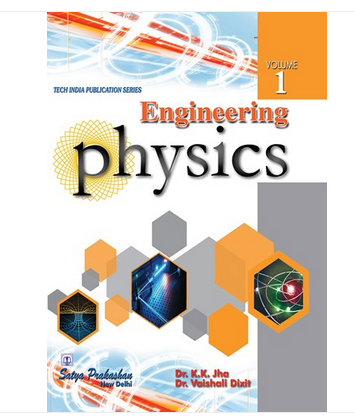 VOLUME
1
TECH INDIA PUBLICATION SERIES
Engineering
physics
Satya Prakashan
New Delhi
Dr. K.K. Jha
Dr. Vaishali Dixit